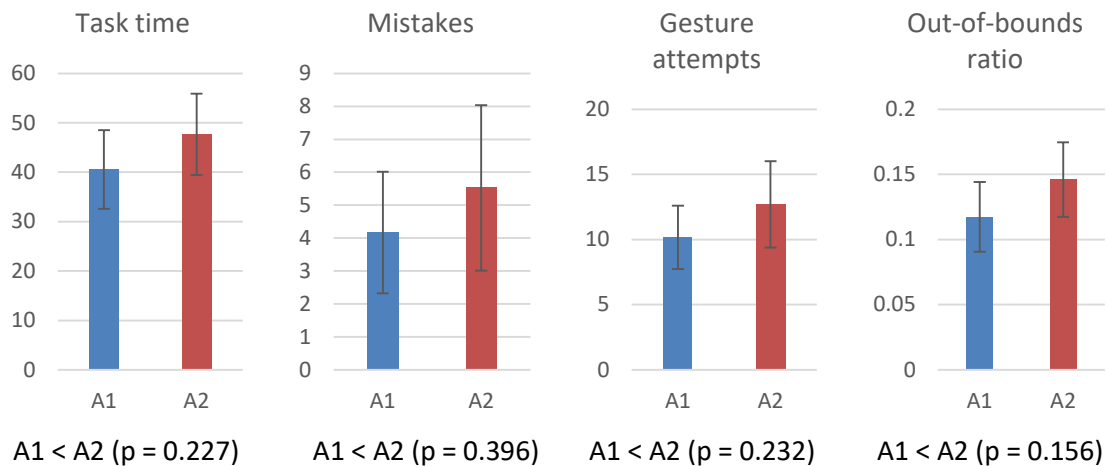 Task time
60
50
40
30
20
10
0
A1 A2
A1 < A2 (p = 0.227)
Mistakes
9
8
7
6
5
4
3
2
1
0
A1 A2
A1 < A2 (p = 0.396)
Gesture
attempts
20
15
10
5
0
A1 A2
A1 < A2 (p = 0.232)
Out-of-bounds
ratio
0.2
0.15
0.1
0.05
0
A1 A2
A1 < A2 (p = 0.156)